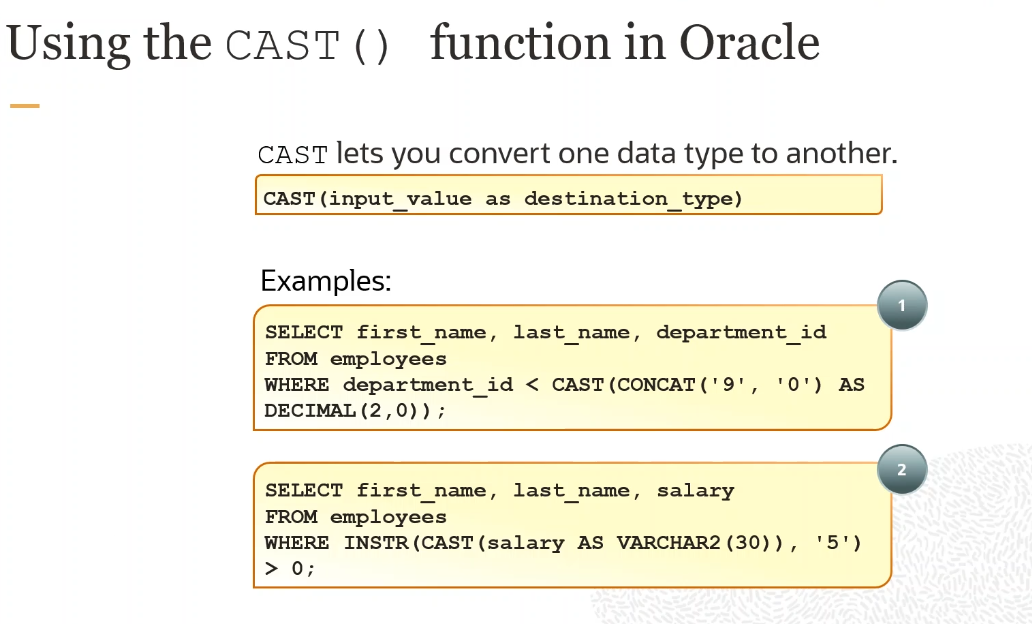 Using the CAST() function in Oracle
CAST lets you convert one data type to another.
CAST(input_value as destination_type)
Examples:
1
SELECT first_name, last_name, department_id
FROM employees
WHERE department_id < CAST(CONCAT('9', '0') AS
DECIMAL(2,0));
2
SELECT first_name, last_name, salary
FROM employees
WHERE INSTR(CAST(salary AS VARCHAR2(30)), '5')
> 0;